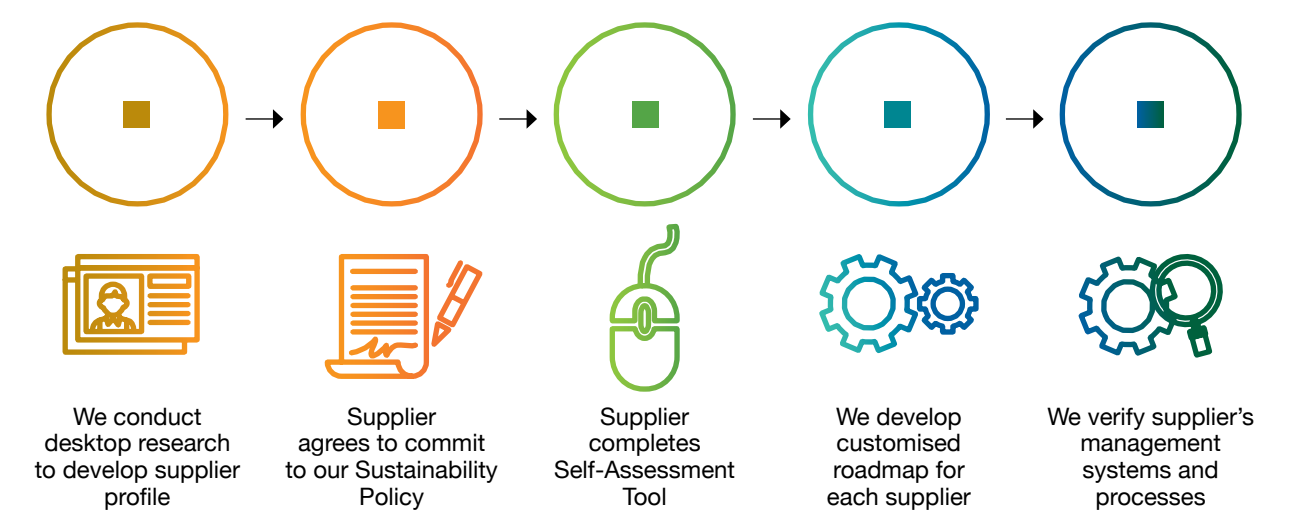 We conduct
desktop research
to develop supplier
profile
Supplier
agrees to commit
to our Sustainability
Policy
Supplier
completes
Self-Assessment
Tool
We develop
customised
roadmap for
each supplier
We verify supplier’s
management
systems and
processes